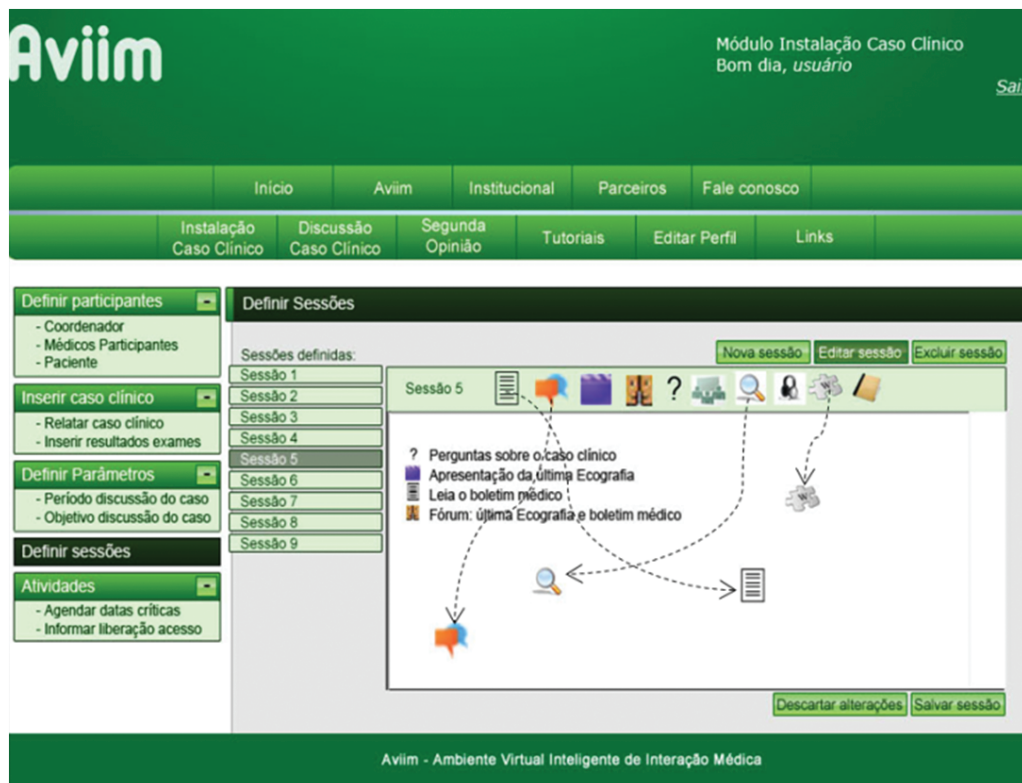 Aviim
Módulo Instalação Caso Clínico
Bom dia, usuário
Sai
Início Aviim Institucional Parceiros Fale conosco
Instalação Caso Clínico Discussão Caso Clínico Segunda Opinião Tutoriais Editar Perfil Links
Definir participantes
- Coordenador
- Médicos Participantes
- Paciente
Inserir caso clínico
- Relatar caso clínico
- Inserir resultados exames
Definir Parâmetros
- Período discussão do caso
- Objetivo discussão do caso
Definir sessões
Atividades
- Agendar datas críticas
- Informar liberação acesso
Definir Sessões
Sessões definidas:
Nova sessão Editar sessão Excluir sessão
Sessão 1
Sessão 2
Sessão 3
Sessão 4
Sessão 5
Sessão 6
Sessão 7
Sessão 8
Sessão 9
Sessão 5 ? W
? Perguntas sobre o caso clínico
Apresentação da última Ecografia
Leia o boletim médico
Fórum: última Ecografia e boletim médico
W
Descartar alterações Salvar sessão
Aviim - Ambiente Virtual Inteligente de Interação Médica